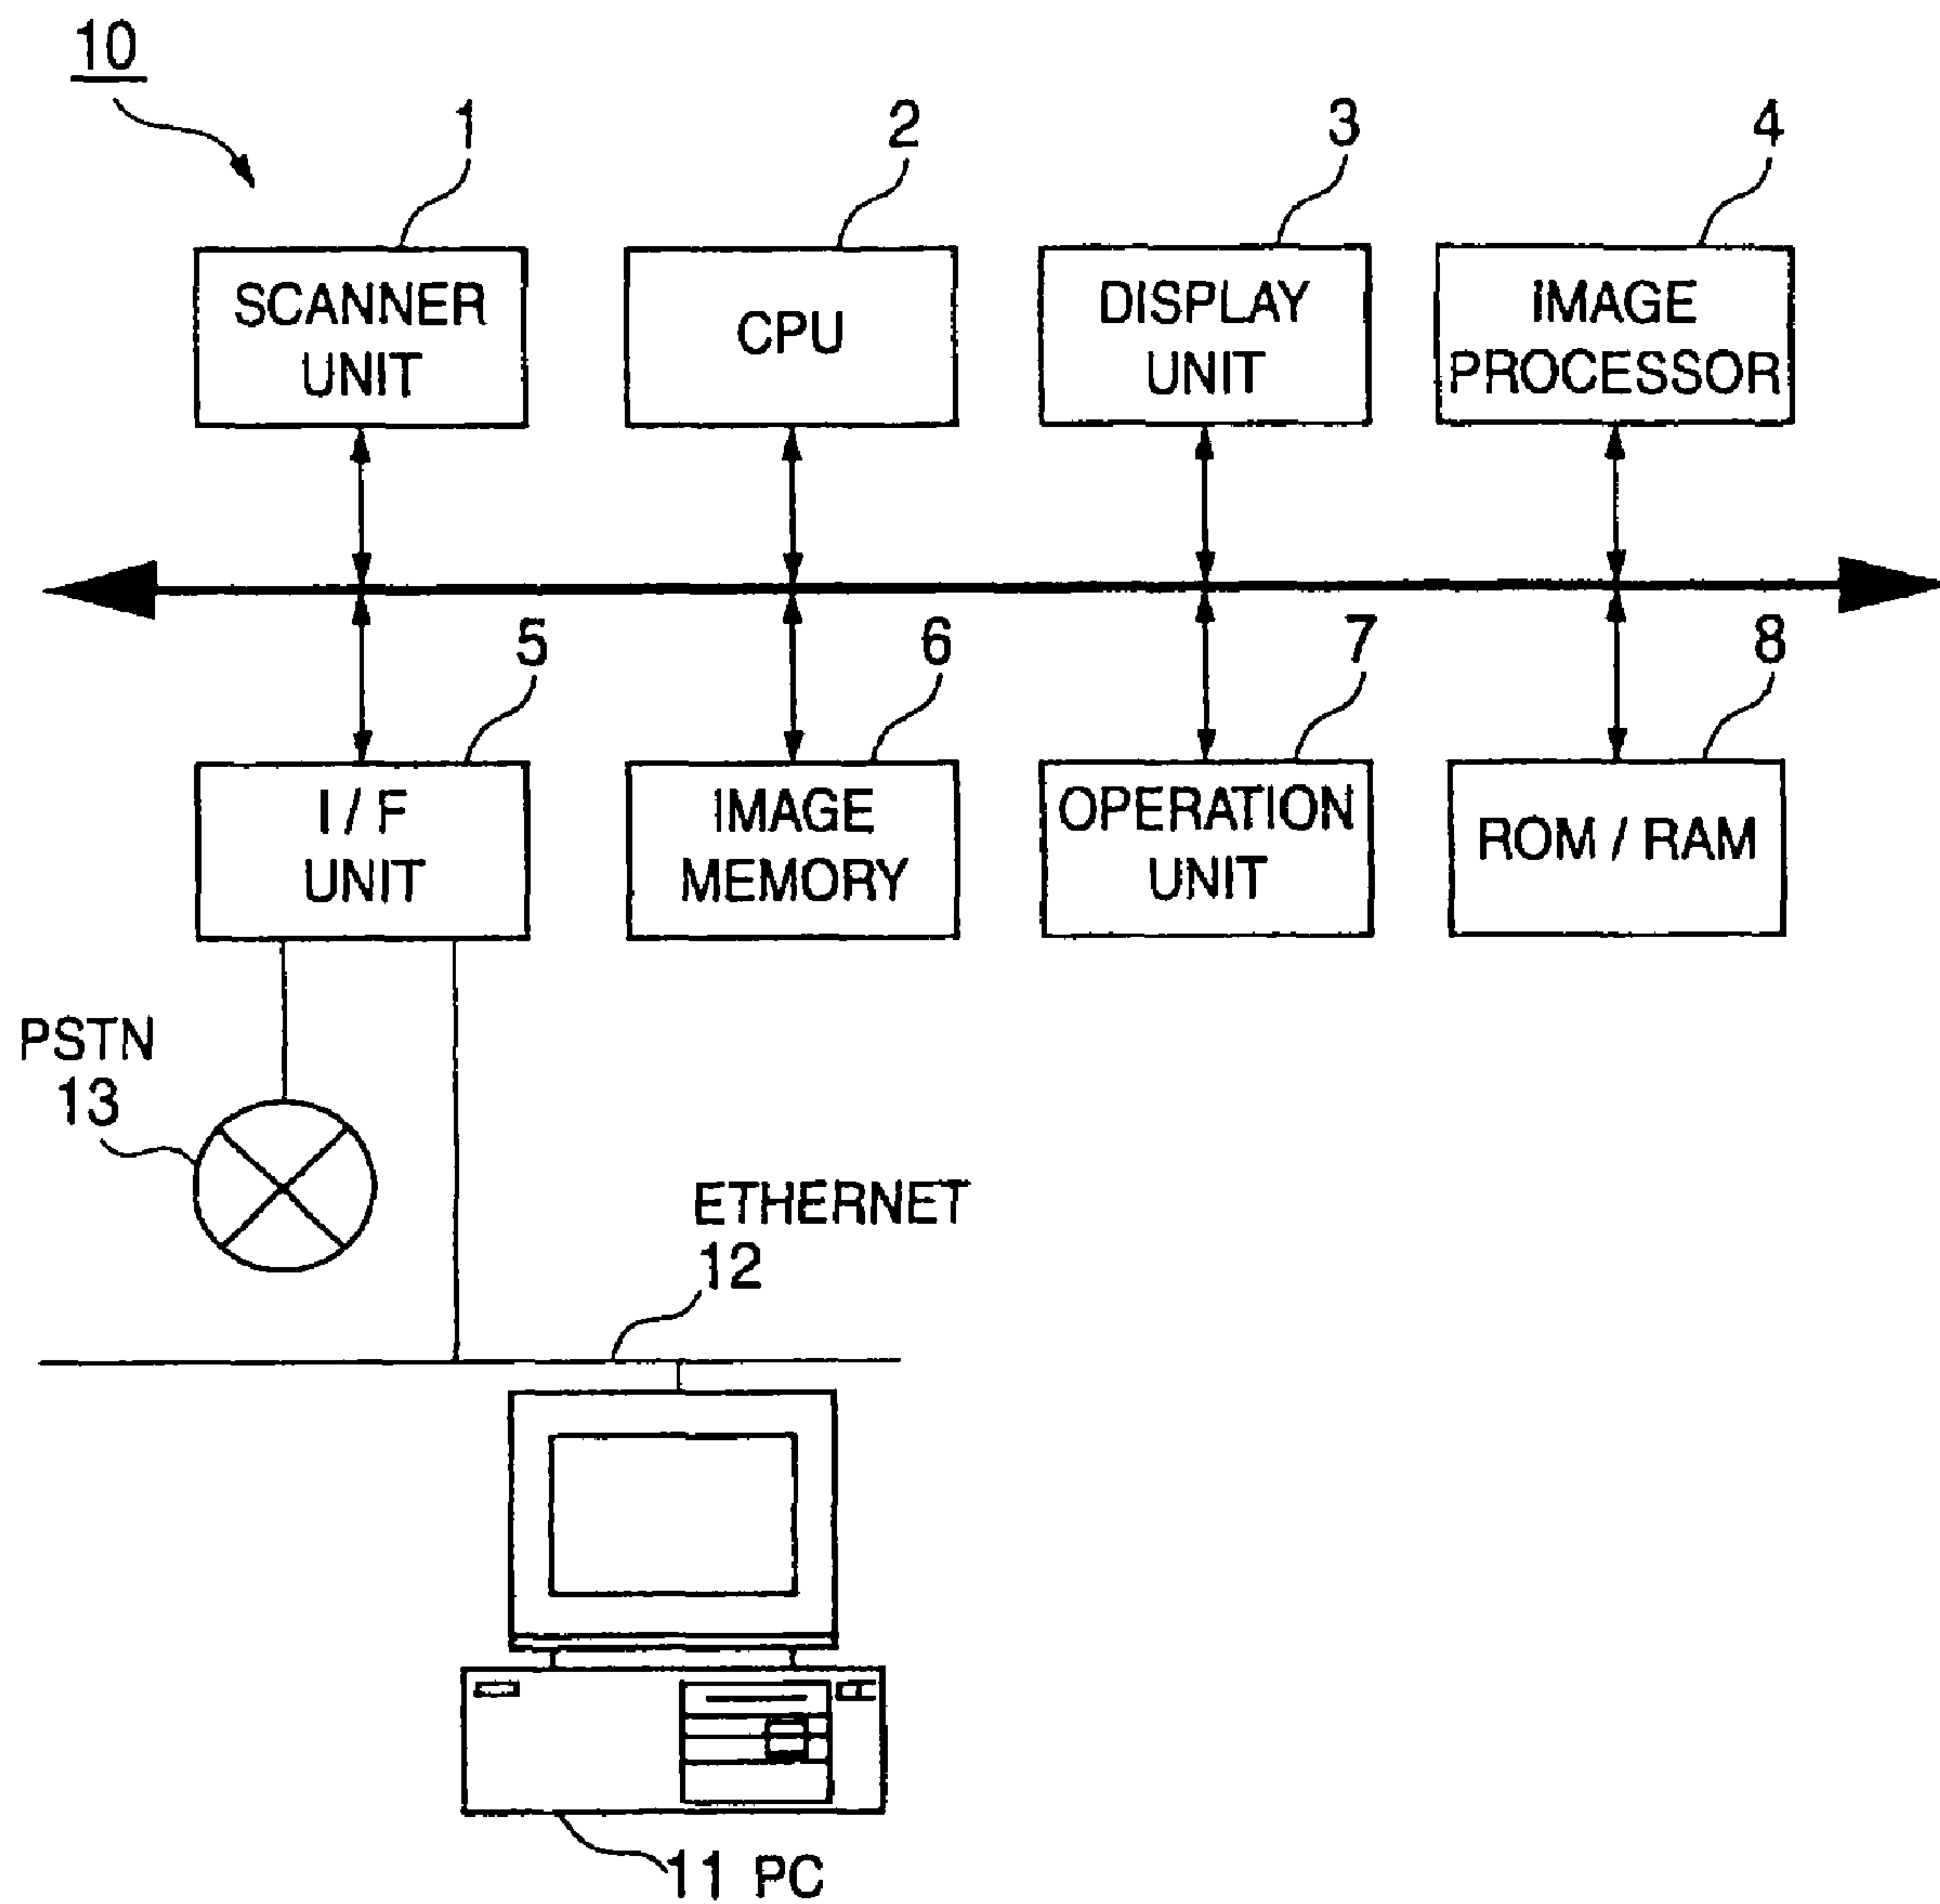 10
1
2
3
4
SCANNER
UNIT
CPU
DISPLAY
UNIT
IMAGE
PROCESSOR
5
6
7
8
I / F
UNIT
IMAGE
MEMORY
OPERATION
UNIT
ROM / RAM
PSTN
13
ETHERNET
12
11 PC